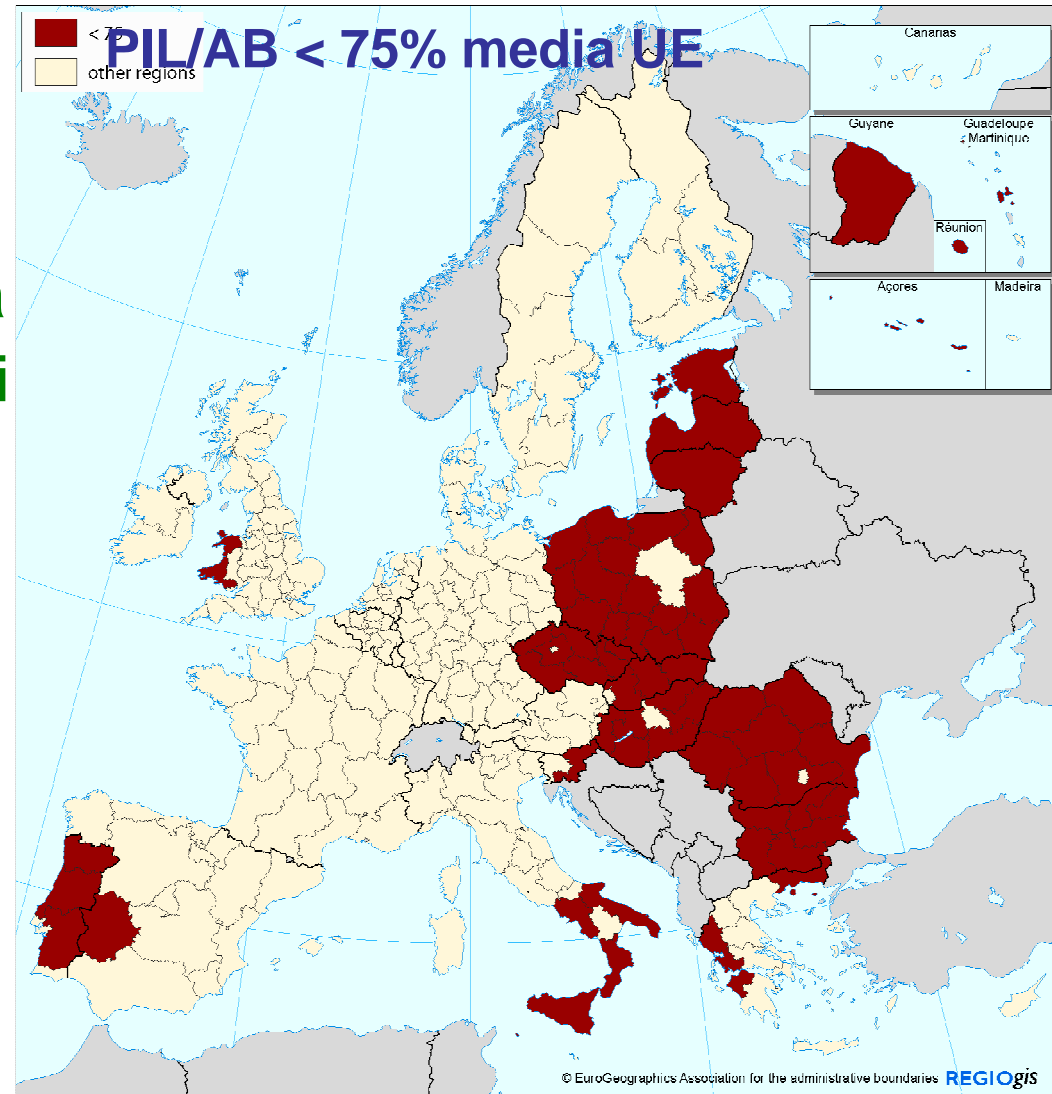 < 75
PIL/AB < 75% media UE
other regions
Canarias
Guyane
Guadeloupe
Martinique
Réunion
Açores
Madeira
a
i
© EuroGeographics Association for the administrative boundaries
REGIOgis